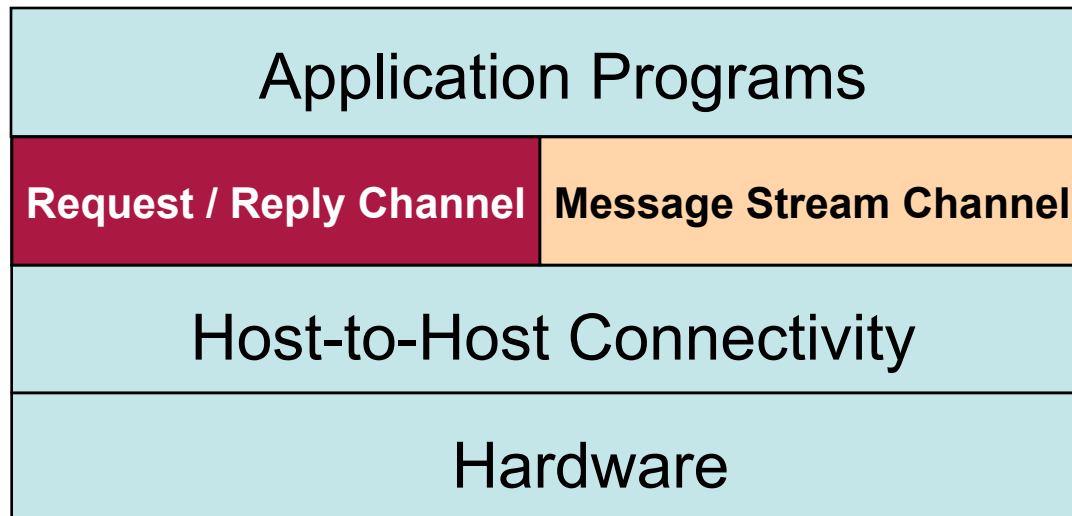 Application Programs
Request / Reply Channel
Message Stream Channel
Host-to-Host Connectivity
Hardware